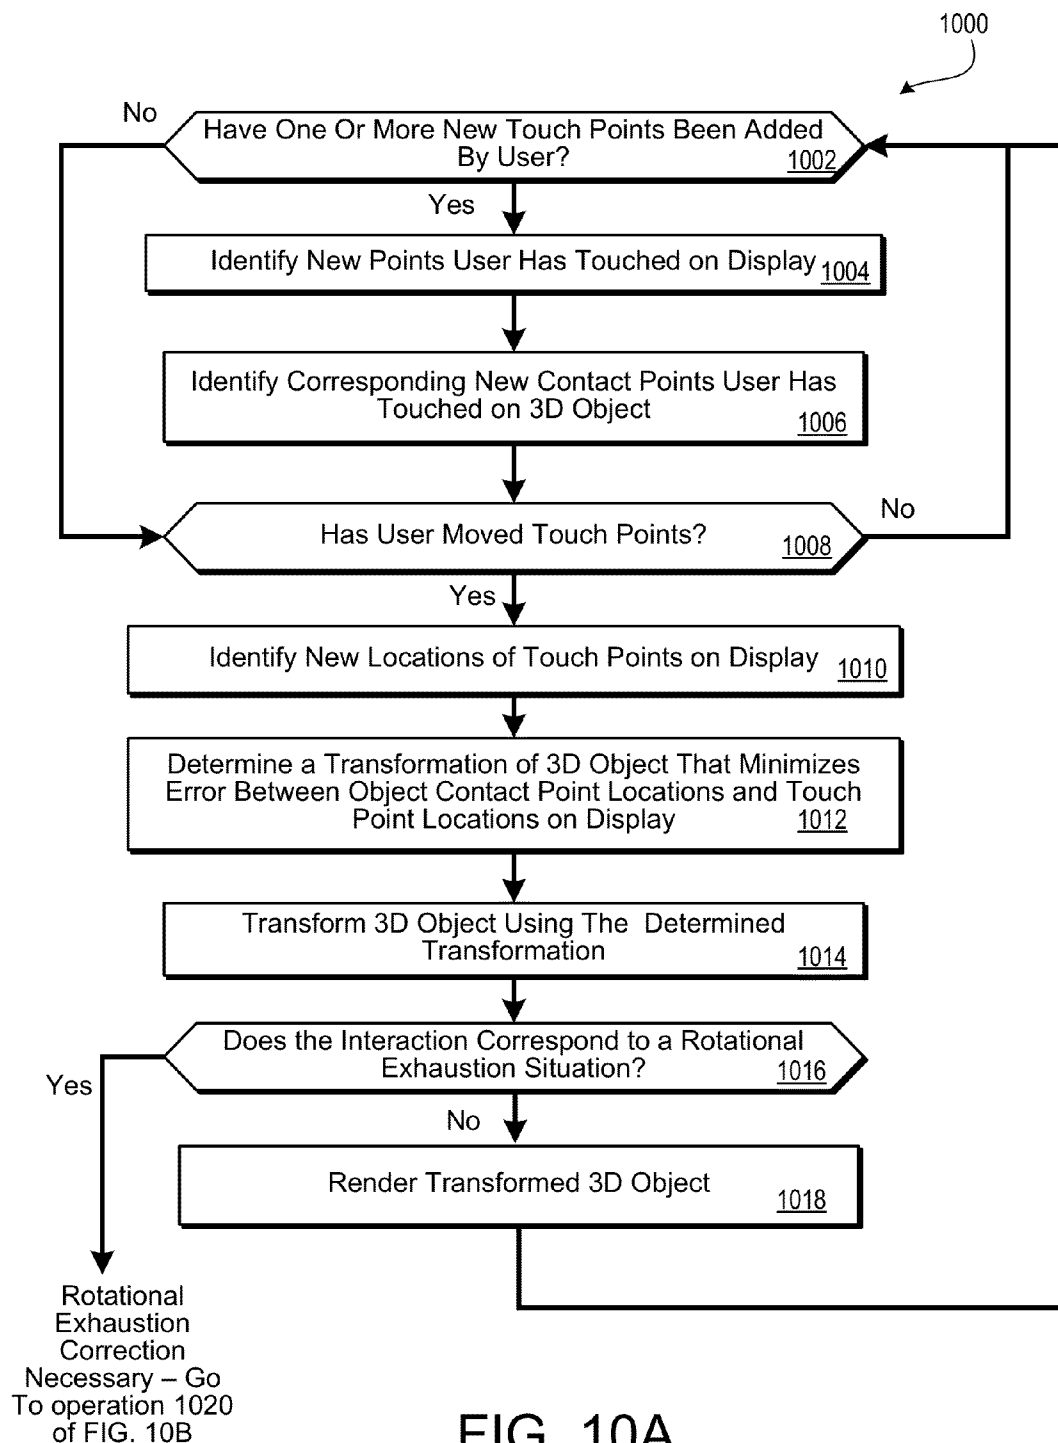 1000
No
Have One Or More New Touch Points Been Added
By User?
1002
Yes
Identify New Points User Has Touched on Display
1004
Identify Corresponding New Contact Points User Has
Touched on 3D Object
1006
Has User Moved Touch Points?
1008
No
Yes
Identify New Locations of Touch Points on Display
1010
Determine a Transformation of 3D Object That Minimizes
Error Between Object Contact Point Locations and Touch
Point Locations on Display
1012
Transform 3D Object Using The Determined
Transformation
1014
Does the Interaction Correspond to a Rotational
Exhaustion Situation?
1016
Yes
No
Render Transformed 3D Object
1018
Rotational
Exhaustion
Correction
Necessary – Go
To operation 1020
of FIG. 10B
FIG. 10A